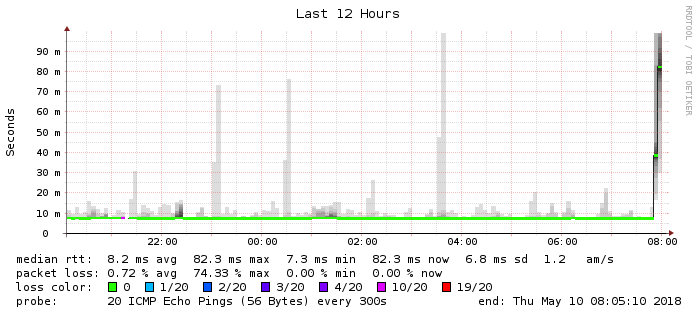 Last 12 Hours
RRDTOOL / TOBI OETIKER
Seconds
90 m
80 m
70 m
60 m
50 m
40 m
30 m
20 m
10 m
0
22:00 00:00 02:00 04:00 06:00 08:00
median rtt: 8.2 ms avg 82.3 ms max 7.3 ms min 82.3 ms now 6.8 ms sd 1.2 am/s
packet loss: 0.72 % avg 74.33 % max 0.00 % min 0.00 % now
loss color: 0 1/20 2/20 3/20 4/20 10/20 19/20
probe: 20 ICMP Echo Pings (56 Bytes) every 300s end: Thu May 10 08:05:10 2018